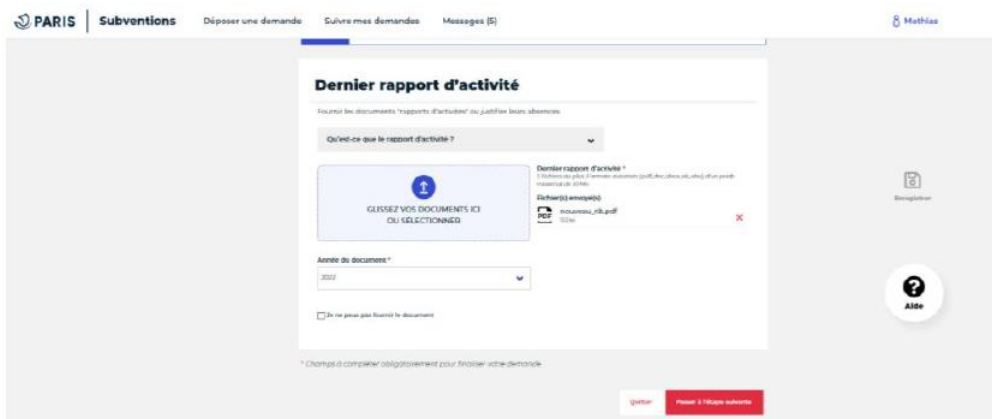 PARIS
Subventions
Déposer une demande
Suivre mes demandes
Messages (5)
Mathias
Dernier rapport d'activité
Fournir les documents "rapports d'activités" ou justifier leurs absences
Qu'est-ce que le rapport d'activité ?
GLISSEZ VOS DOCUMENTS ICI
OU SÉLECTIONNER
Dernier rapport d'activité *
Fichier(s) envoyé(s)
PDF
nouveau_rib.pdf
Enregistrer
Année du document *
2022
Aide
Je ne peux pas fournir le document
* Champs à compléter obligatoirement pour finaliser votre demande
Quitter
Passer à l'étape suivante